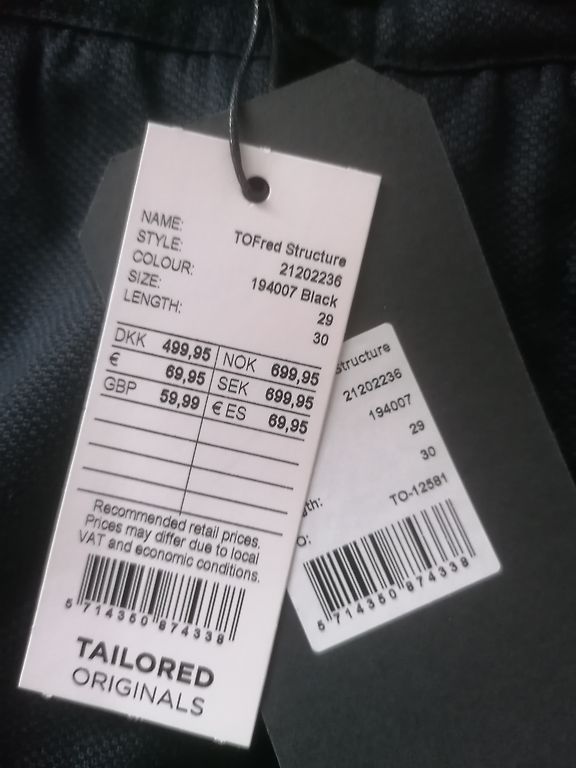 NAME: TOFred Structure
STYLE: 21202236
COLOUR: 194007 Black
SIZE: 29
LENGTH: 30
DKK 499,95 NOK 699,95
€ 69,95 SEK 699,95
GBP 59,99 € ES 69,95
Recommended retail prices.
Prices may differ due to local
VAT and economic conditions.
5 714350 874338
TAILORED
ORIGINALS
Structure
21202236
194007
29
30
th: TO-12581
O:
5 714350 874338